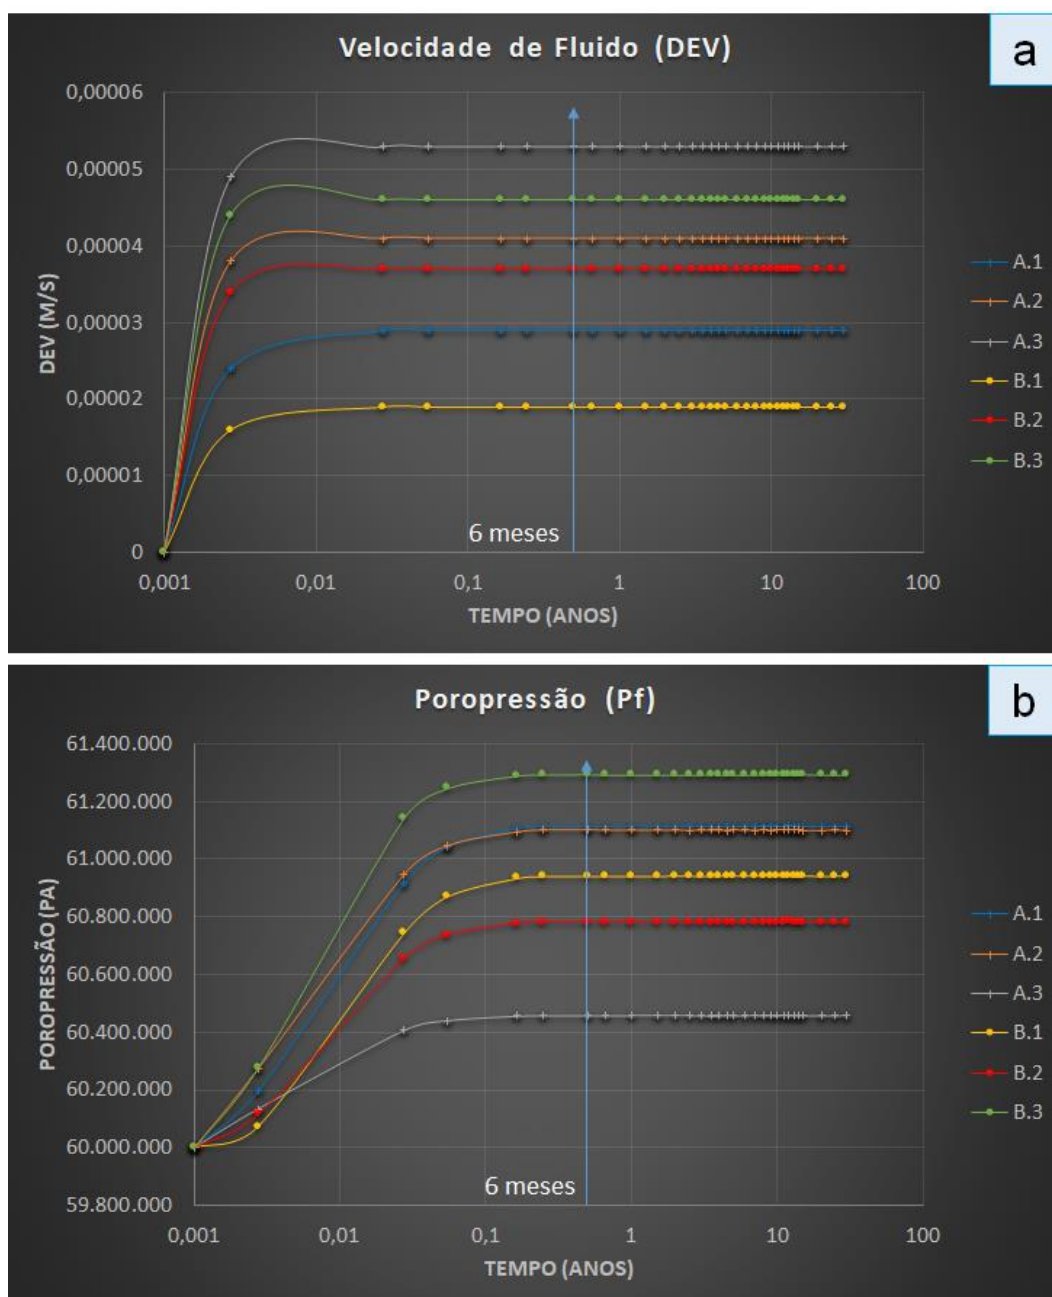 Velocidade de Fluido (DEV)
a
0,00006
0,00005
0,00004
0,00003
0,00002
0,00001
0
DEV (M/S)
6 meses
0,001 0,01 0,1 1 10 100
TEMPO (ANOS)
A.1
A.2
A.3
B.1
B.2
B.3
Poropressão (Pf)
b
61.400.000
61.200.000
61.000.000
60.800.000
60.600.000
60.400.000
60.200.000
60.000.000
59.800.000
POROPRESSÃO (PA)
6 meses
0,001 0,01 0,1 1 10 100
TEMPO (ANOS)
A.1
A.2
A.3
B.1
B.2
B.3